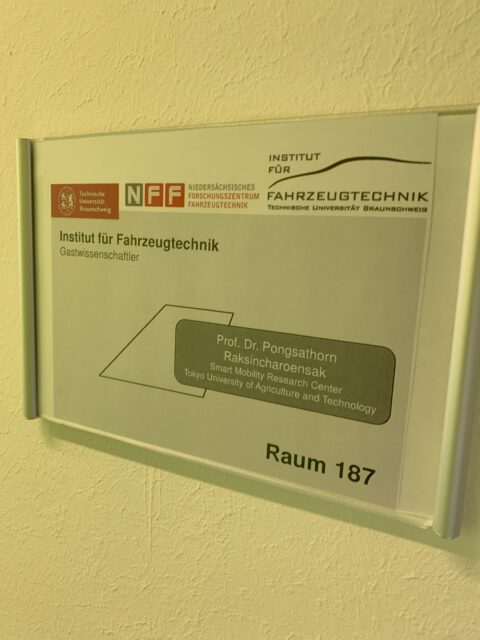 Technische
Universität
Braunschweig
NFF
NIEDERSÄCHSISCHES
FORSCHUNGSZENTRUM
FAHRZEUGTECHNIK
INSTITUT
FÜR
FAHRZEUGTECHNIK
TECHNISCHE UNIVERSITÄT BRAUNSCHWEIG
Institut für Fahrzeugtechnik
Gastwissenschaftler
Prof. Dr. Pongsathorn
Raksincharoensak
Smart Mobility Research Center
Tokyo University of Agriculture and Technology
Raum 187